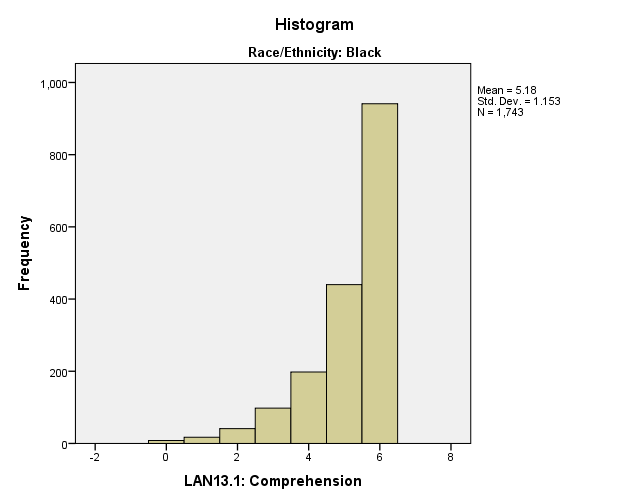 Histogram
Race/Ethnicity: Black
Mean = 5.18
Std. Dev. = 1.153
N = 1,743
Frequency
1,000
800
600
400
200
0
-2 0 2 4 6 8
LAN13.1: Comprehension